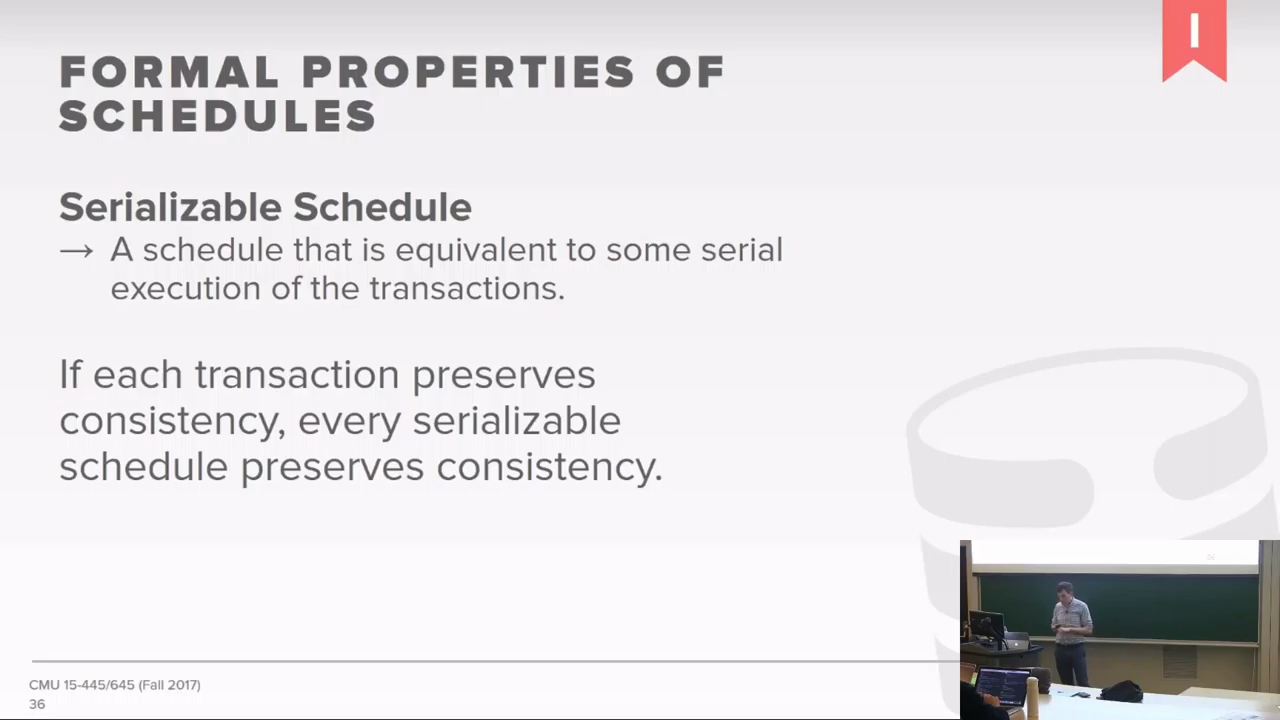 I
FORMAL PROPERTIES OF
SCHEDULES
Serializable Schedule
→ A schedule that is equivalent to some serial
execution of the transactions.
If each transaction preserves
consistency, every serializable
schedule preserves consistency.
CMU 15-445/645 (Fall 2017)
36